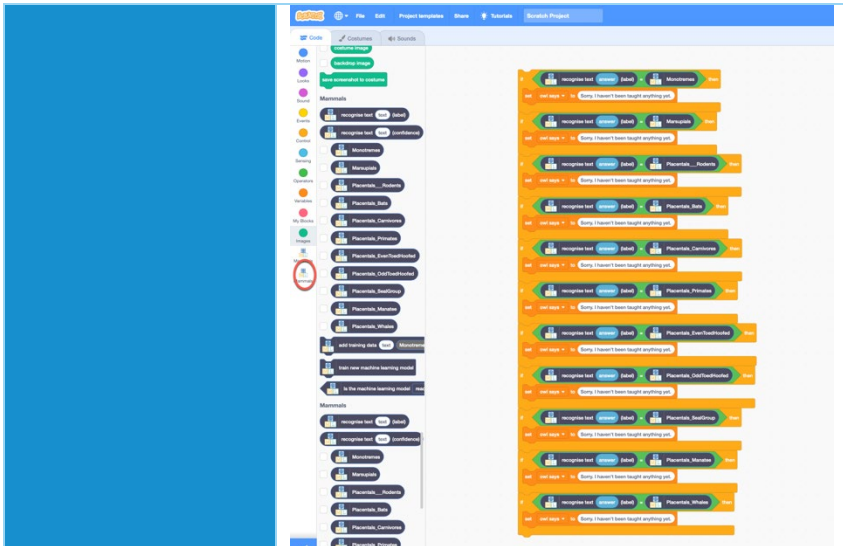 SCRATCH File Edit Project templates Share Tutorials Scratch Project
Code Costumes Sounds
Motion
Looks
Sound
Events
Control
Sensing
Operators
Variables
My Blocks
Images
costume image
backdrop image
save screenshot to costume
Mammals
recognise text text (label)
recognise text text (confidence)
Monotremes
Marsupials
Placentals__Rodents
Placentals_Bats
Placentals_Carnivores
Placentals_Primates
Placentals_EvenToedHoofed
Placentals_OddToedHoofed
Placentals_SealGroup
Placentals_Manatee
Placentals_Whales
add training data text Monotreme
train new machine learning model
Is the machine learning model
Mammals
recognise text text (label)
recognise text text (confidence)
Monotremes
Marsupials
Placentals__Rodents
Placentals_Bats
Placentals_Carnivores
Placentals_Primates
if recognise text answer (label) = Monotremes then
set owl says to Sorry. I haven't been taught anything yet.
if recognise text answer (label) = Marsupials then
set owl says to Sorry. I haven't been taught anything yet.
if recognise text answer (label) = Placentals__Rodents then
set owl says to Sorry. I haven't been taught anything yet.
if recognise text answer (label) = Placentals_Bats then
set owl says to Sorry. I haven't been taught anything yet.
if recognise text answer (label) = Placentals_Carnivores then
set owl says to Sorry. I haven't been taught anything yet.
if recognise text answer (label) = Placentals_Primates then
set owl says to Sorry. I haven't been taught anything yet.
if recognise text answer (label) = Placentals_EvenToedHoofed then
set owl says to Sorry. I haven't been taught anything yet.
if recognise text answer (label) = Placentals_OddToedHoofed then
set owl says to Sorry. I haven't been taught anything yet.
if recognise text answer (label) = Placentals_SealGroup then
set owl says to Sorry. I haven't been taught anything yet.
if recognise text answer (label) = Placentals_Manatee then
set owl says to Sorry. I haven't been taught anything yet.
if recognise text answer (label) = Placentals_Whales then
set owl says to Sorry. I haven't been taught anything yet.